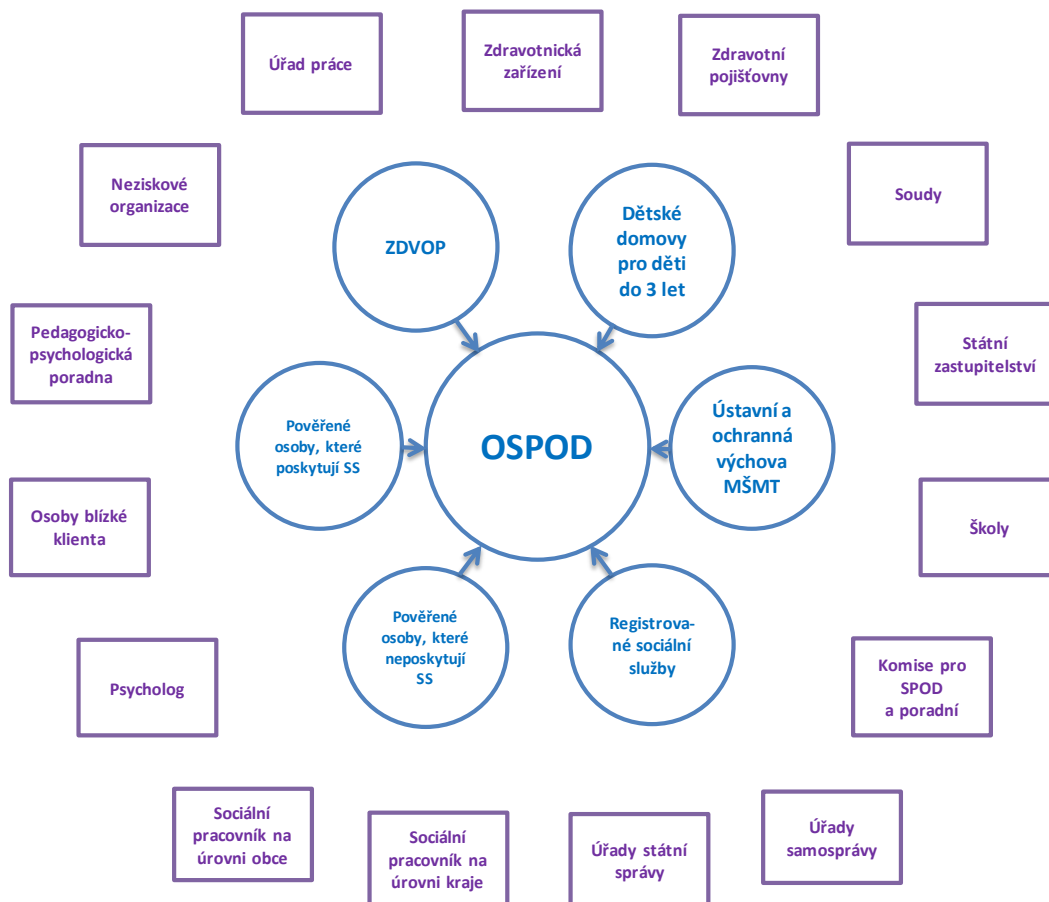 Úřad práce
Zdravotnická
zařízení
Zdravotní
pojišťovny
Neziskové
organizace
Soudy
ZDVOP
Dětské
domovy
pro děti
do 3 let
Pedagogicko-
psychologická
poradna
Státní
zastupitelství
Pověřené
osoby, které
poskytují SS
OSPOD
Ústavní a
ochranná
výchova
MŠMT
Osoby blízké
klienta
Školy
Pověřené
osoby, které
neposkytují
SS
Registrova-
né sociální
služby
Psycholog
Komise pro
SPOD
a poradní
Sociální
pracovník na
úrovni obce
Sociální
pracovník na
úrovni kraje
Úřady státní
správy
Úřady
samosprávy